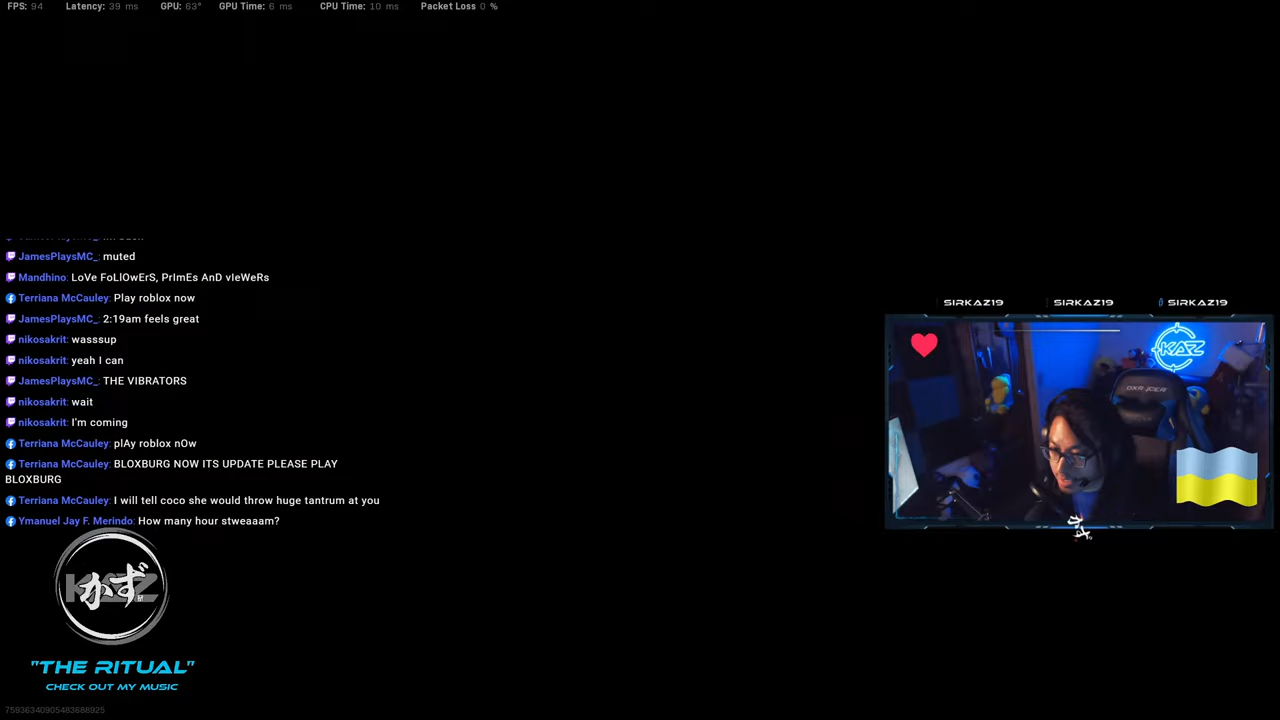 FPS: 94 Latency: 39 ms GPU: 63° GPU Time: 6 ms CPU Time: 10 ms Packet Loss 0 %
JamesPlaysMC_: muted
Mandhino: LoVe FoLlOwErS, PrImEs AnD vIeWeRs
Terriana McCauley: Play roblox now
JamesPlaysMC_: 2:19am feels great
nikosakrit: wasssup
nikosakrit: yeah I can
JamesPlaysMC_: THE VIBRATORS
nikosakrit: wait
nikosakrit: I'm coming
Terriana McCauley: plAy roblox nOw
Terriana McCauley: BLOXBURG NOW ITS UPDATE PLEASE PLAY
BLOXBURG
Terriana McCauley: I will tell coco she would throw huge tantrum at you
Ymanuel Jay F. Merindo: How many hour stweaaam?
SIRKAZ19 SIRKAZ19 SIRKAZ19
KAZ
かず
KAZ
かず
"THE RITUAL"
CHECK OUT MY MUSIC
75936340905483688925